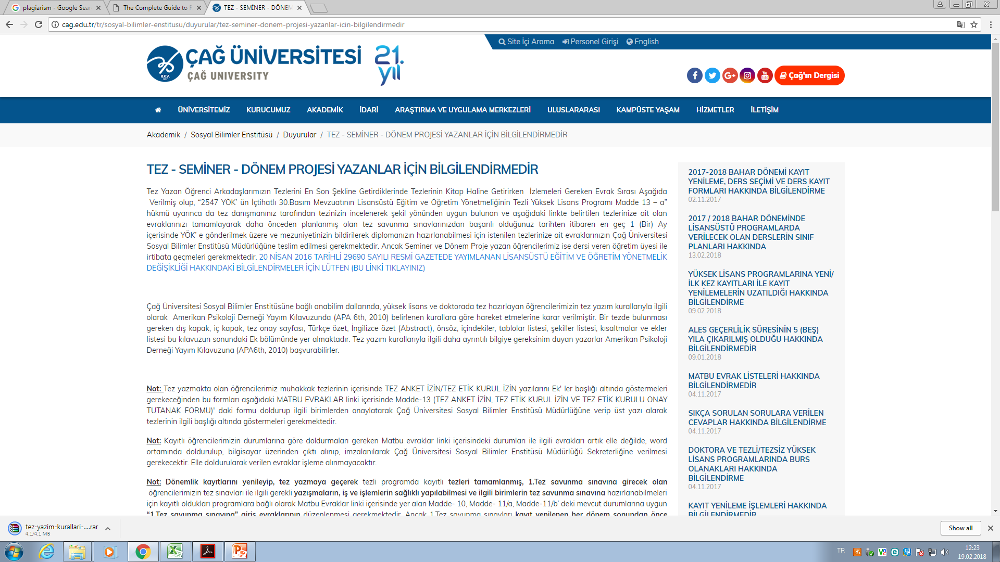 plagiarism - Google Sear
The Complete Guide to R
TEZ - SEMİNER - DÖNEM
cag.edu.tr/tr/sosyal-bilimler-enstitusu/duyurular/tez-seminer-donem-projesi-yazanlar-icin-bilgilendirmedir
Site İçi Arama Personel Girişi English
ÇAĞ ÜNİVERSİTESİ
ÇAĞ UNIVERSITY
21.
yıl
Çağ'ın Dergisi
ÜNİVERSİTEMİZ KURUCUMUZ AKADEMİK İDARİ ARAŞTIRMA VE UYGULAMA MERKEZLERİ ULUSLARARASI KAMPÜSTE YAŞAM HİZMETLER İLETİŞİM
Akademik / Sosyal Bilimler Enstitüsü / Duyurular / TEZ - SEMİNER - DÖNEM PROJESİ YAZANLAR İÇİN BİLGİLENDİRMEDİR
TEZ - SEMİNER - DÖNEM PROJESİ YAZANLAR İÇİN BİLGİLENDİRMEDİR
Tez Yazan Öğrenci Arkadaşlarımızın Tezlerini En Son Şekline Getirdiklerinde Tezlerinin Kitap Haline Getirirken İzlemeleri Gereken Evrak Sırası Aşağıda
Verilmiş olup, “2547 YÖK’ ün İçtihatlı 30.Basım Mevzuatının Lisansüstü Eğitim ve Öğretim Yönetmeliğinin Tezli Yüksek Lisans Programı Madde 13 – a”
hükmü uyarınca da tez danışmanınız tarafından tezinizin incelenerek şekil yönünden uygun bulunan ve aşağıdaki linkte belirtilen tezlerinize ait olan
evraklarınızı tamamlayarak daha önceden planlanmış olan tez savunma sınavlarınızdan başarılı olduğunuz tarihten itibaren en geç 1 (Bir) Ay
içerisinde YÖK’ e gönderilmek üzere ve mezuniyetinizin bildirilerek diplomanızın hazırlanabilmesi için istenilen tezlerinize ait evraklarınızın Çağ Üniversitesi
Sosyal Bilimler Enstitüsü Müdürlüğüne teslim edilmesi gerekmektedir. Ancak Seminer ve Dönem Proje yazan öğrencilerimiz ise dersi veren öğretim üyesi ile
irtibata geçmeleri gerekmektedir. 20 NİSAN 2016 TARİHLİ 29690 SAYILI RESMİ GAZETEDE YAYIMLANAN LİSANSÜSTÜ EĞİTİM VE ÖĞRETİM YÖNETMELİK
DEĞİŞİKLİĞİ HAKKINDAKİ BİLGİLENDİRMELER İÇİN LÜTFEN (BU LİNKİ TIKLAYINIZ)
Çağ Üniversitesi Sosyal Bilimler Enstitüsüne bağlı anabilim dallarında, yüksek lisans ve doktorada tez hazırlayan öğrencilerimizin tez yazım kurallarıyla ilgili
olarak Amerikan Psikoloji Derneği Yayım Kılavuzunda (APA 6th, 2010) belirlenen kurallara göre hareket etmelerine karar verilmiştir. Bir tezde bulunması
gereken dış kapak, iç kapak, tez onay sayfası, Türkçe özet, İngilizce özet (Abstract), önsöz, içindekiler, tablolar listesi, şekiller listesi, kısaltmalar ve ekler
listesi bu kılavuzun sonundaki Ek bölümünde yer almaktadır. Tez yazım kurallarıyla ilgili daha ayrıntılı bilgiye gereksinim duyan yazarlar Amerikan Psikoloji
Derneği Yayım Kılavuzuna (APA6th, 2010) başvurabilirler.
Not: Tez yazmakta olan öğrencilerimiz muhakkak tezlerinin içerisinde TEZ ANKET İZİN/TEZ ETİK KURUL İZİN yazılarını Ek' ler başlığı altında göstermeleri
gerekeceğinden bu formları aşağıdaki MATBU EVRAKLAR linki içerisinde Madde-13 (TEZ ANKET İZİN, TEZ ETİK KURUL İZİN VE TEZ ETİK KURULU ONAY
TUTANAK FORMU)' daki formu doldurup ilgili birimlerden onaylatarak Çağ Üniversitesi Sosyal Bilimler Enstitüsü Müdürlüğüne verip üst yazı alarak
tezlerinin ilgili başlığı altında göstermeleri gerekmektedir.
Not: Kayıtlı öğrencilerimizin durumlarına göre doldurmaları gereken Matbu evraklar linki içerisindeki durumları ile ilgili evrakları artık elle değilde, word
ortamında doldurulup, bilgisayar üzerinden çıktı alınıp, imzalanılarak Çağ Üniversitesi Sosyal Bilimler Enstitüsü Müdürlüğü Sekreterliğine verilmesi
gerekecektir. Elle doldurularak verilen evraklar işleme alınmayacaktır.
Not: Dönemlik kayıtlarını yenileyip, tez yazmaya geçerek tezli programda kayıtlı tezleri tamamlanmış, 1.Tez savunma sınavına girecek olan
öğrencilerimizin tez sınavları ile ilgili gerekli yazışmaların, iş ve işlemlerin sağlıklı yapılabilmesi ve ilgili birimlerin tez savunma sınavına hazırlanabilmeleri
için kayıtlı oldukları programlara bağlı olarak Matbu Evraklar linki içerisinde yer alan Madde- 10, Madde- 11/a, Madde-11/b’ deki mevcut durumlarına uygun
“1.Tez savunma sınavına” giriş evraklarının düzenlenmesi gerekmektedir. Ancak 1.Tez savunma sınavları kayıt yenilenen her dönem sonundan önce
2017-2018 BAHAR DÖNEMİ KAYIT
YENİLEME, DERS SEÇİMİ VE DERS KAYIT
FORMLARI HAKKINDA BİLGİLENDİRME
02.11.2017
2017 / 2018 BAHAR DÖNEMİNDE
LİSANSÜSTÜ PROGRAMLARDA
VERİLECEK OLAN DERSLERİN SINIF
PLANLARI HAKKINDA
13.02.2018
YÜKSEK LİSANS PROGRAMLARINA YENİ/
İLK KEZ KAYITLARI İLE KAYIT
YENİLEMELERİN UZATILDIĞI HAKKINDA
BİLGİLENDİRME
09.02.2018
ALES GEÇERLİLİK SÜRESİNİN 5 (BEŞ)
YILA ÇIKARILMIŞ OLDUĞU HAKKINDA
BİLGİLENDİRMEDİR
09.01.2018
MATBU EVRAK LİSTELERİ HAKKINDA
BİLGİLENDİRMEDİR
04.11.2017
SIKÇA SORULAN SORULARA VERİLEN
CEVAPLAR HAKKINDA BİLGİLENDİRME
04.11.2017
DOKTORA VE TEZLİ/TEZSİZ YÜKSEK
LİSANS PROGRAMLARINDA BURS
OLANAKLARI HAKKINDA
BİLGİLENDİRME
04.11.2017
KAYIT YENİLEME İŞLEMLERİ HAKKINDA
BİLGİLENDİRMEDİR
tez-yazim-kurallari-....rar
4.1/4.1 MB
Show all
TR
12:23
19.02.2018